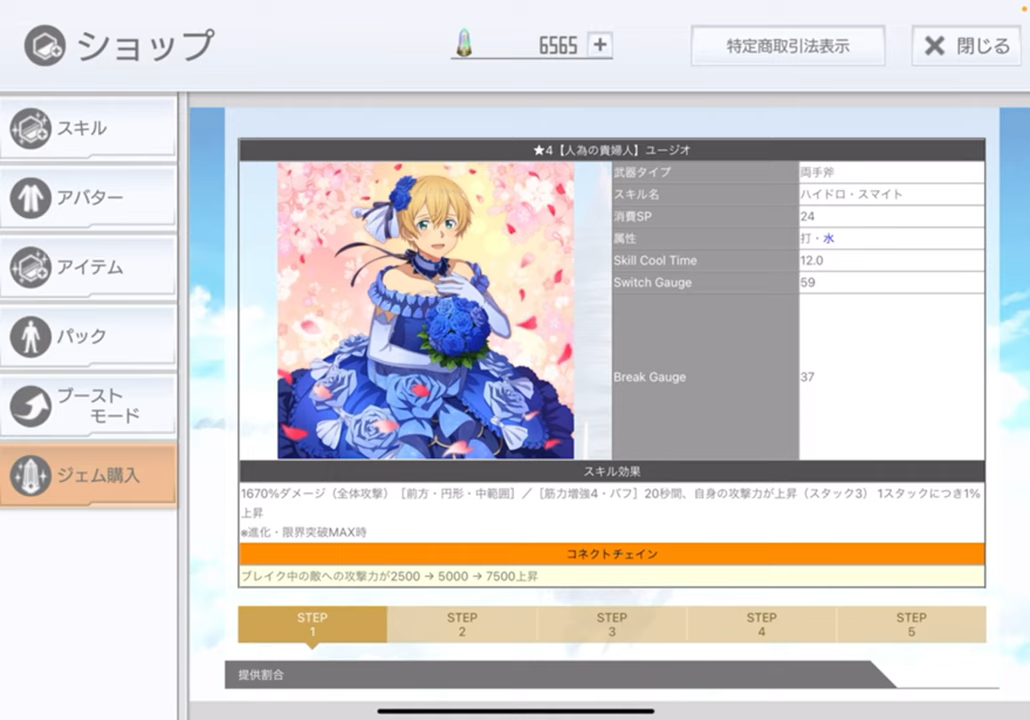 ショップ
6565 +
特定商取引法表示
閉じる
スキル
アバター
アイテム
パック
ブースト
モード
ジェム購入
★4【人為の貴婦人】ユージオ
武器タイプ 両手斧
スキル名 ハイドロ・スマイト
消費SP 24
属性 打・水
Skill Cool Time 12.0
Switch Gauge 59
Break Gauge 37
スキル効果
1670%ダメージ（全体攻撃）［前方・円形・中範囲］／［筋力増強4・バフ］20秒間、自身の攻撃力が上昇（スタック3） 1スタックにつき1%
上昇
※進化・限界突破MAX時
コネクトチェイン
ブレイク中の敵への攻撃力が2500 → 5000 → 7500上昇
STEP STEP STEP STEP STEP
1 2 3 4 5
提供割合